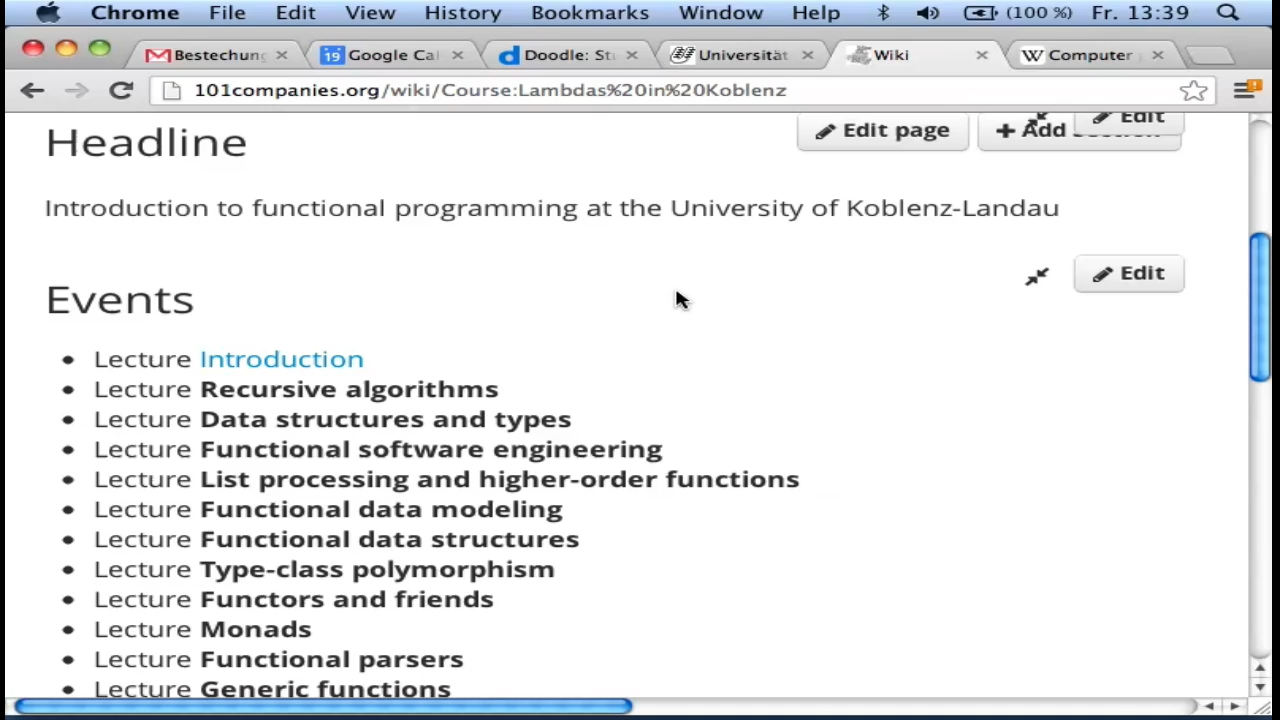 Chrome File Edit View History Bookmarks Window Help (100 %) Fr. 13:39
Bestechung 19 Google Cal Doodle: Stu Universität Wiki W Computer
101companies.org/wiki/Course:Lambdas%20in%20Koblenz
Headline
Edit page + Add Edit
Introduction to functional programming at the University of Koblenz-Landau
Edit
Events
• Lecture Introduction
• Lecture Recursive algorithms
• Lecture Data structures and types
• Lecture Functional software engineering
• Lecture List processing and higher-order functions
• Lecture Functional data modeling
• Lecture Functional data structures
• Lecture Type-class polymorphism
• Lecture Functors and friends
• Lecture Monads
• Lecture Functional parsers
• Lecture Generic functions